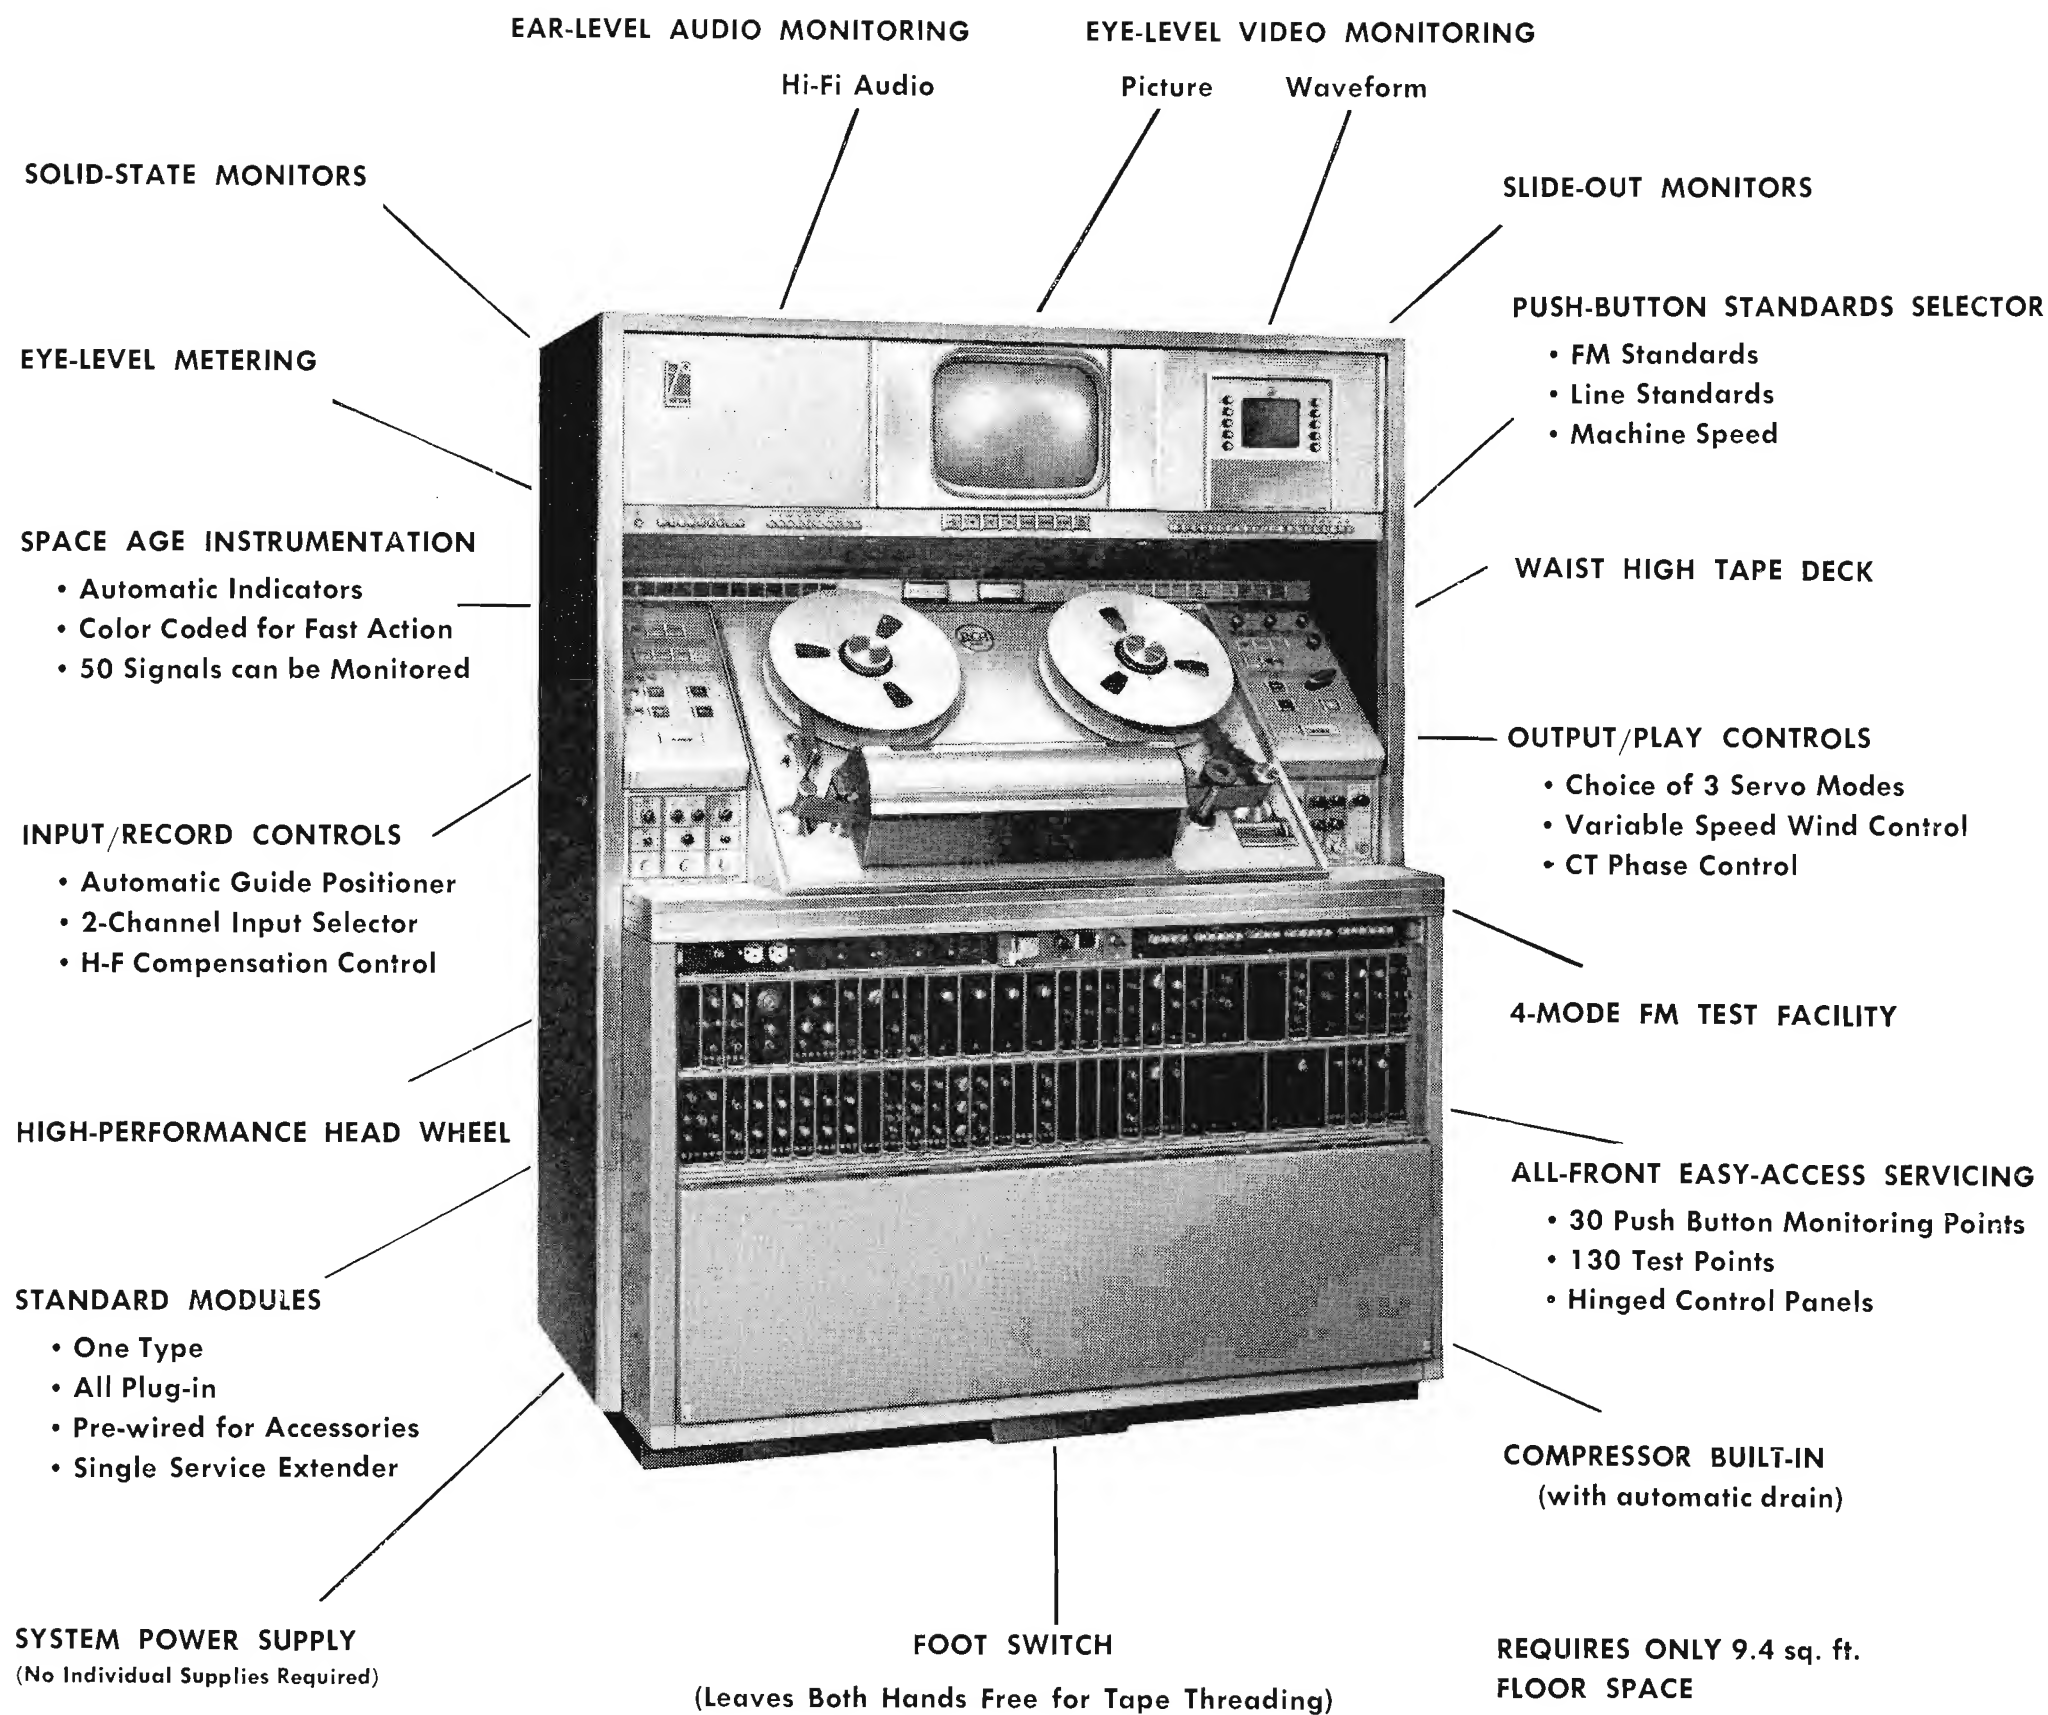 EAR-LEVEL AUDIO MONITORING
Hi-Fi Audio
EYE-LEVEL VIDEO MONITORING
Picture Waveform
SOLID-STATE MONITORS
EYE-LEVEL METERING
SPACE AGE INSTRUMENTATION
• Automatic Indicators
• Color Coded for Fast Action
• 50 Signals can be Monitored
INPUT/RECORD CONTROLS
• Automatic Guide Positioner
• 2-Channel Input Selector
• H-F Compensation Control
HIGH-PERFORMANCE HEAD WHEEL
STANDARD MODULES
• One Type
• All Plug-in
• Pre-wired for Accessories
• Single Service Extender
SYSTEM POWER SUPPLY
(No Individual Supplies Required)
RCA
SLIDE-OUT MONITORS
PUSH-BUTTON STANDARDS SELECTOR
• FM Standards
• Line Standards
• Machine Speed
WAIST HIGH TAPE DECK
OUTPUT/PLAY CONTROLS
• Choice of 3 Servo Modes
• Variable Speed Wind Control
• CT Phase Control
4-MODE FM TEST FACILITY
ALL-FRONT EASY-ACCESS SERVICING
• 30 Push Button Monitoring Points
• 130 Test Points
• Hinged Control Panels
COMPRESSOR BUILT-IN
(with automatic drain)
FOOT SWITCH
(Leaves Both Hands Free for Tape Threading)
REQUIRES ONLY 9.4 sq. ft.
FLOOR SPACE